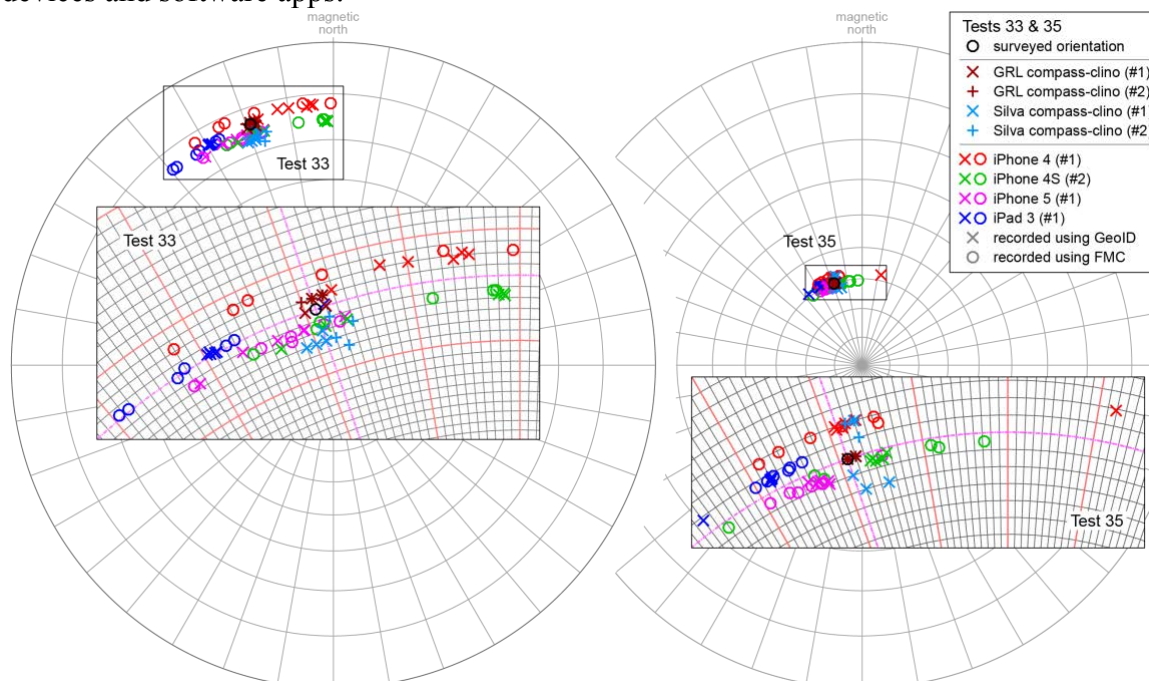 devices and software apps.
magnetic
north
Test 33
Test 33
magnetic
north
Test 35
Test 35
Tests 33 & 35
surveyed orientation
GRL compass-clino (#1)
GRL compass-clino (#2)
Silva compass-clino (#1)
Silva compass-clino (#2)
iPhone 4 (#1)
iPhone 4S (#2)
iPhone 5 (#1)
iPad 3 (#1)
recorded using GeoID
recorded using FMC